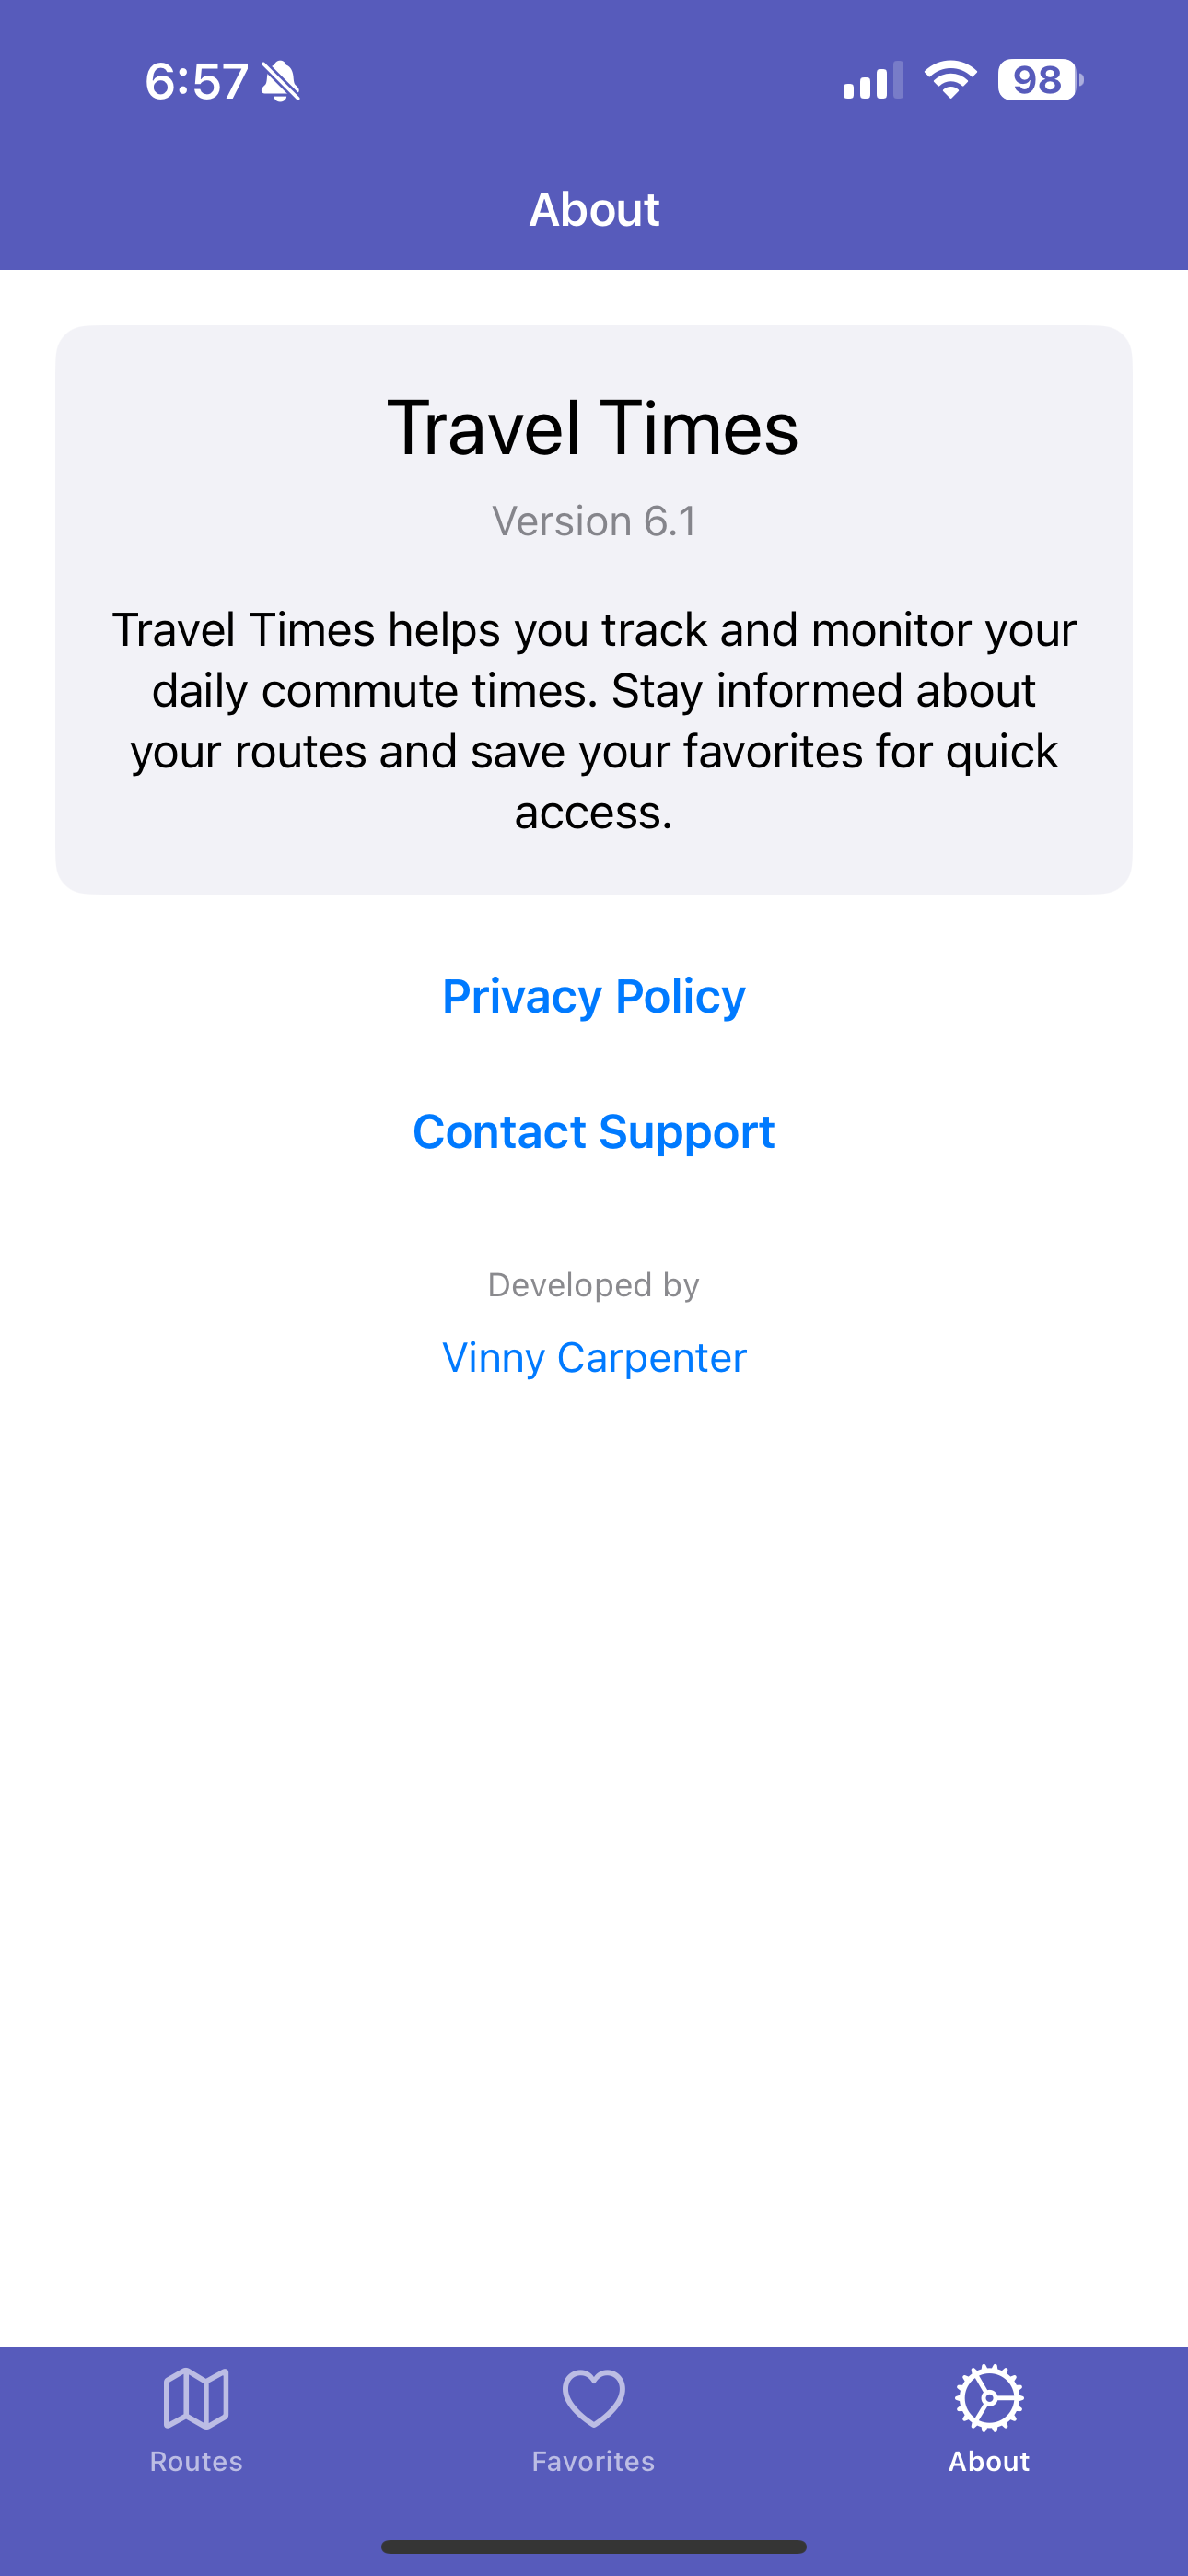 6:57
98
About
Travel Times
Version 6.1
Travel Times helps you track and monitor your
daily commute times. Stay informed about
your routes and save your favorites for quick
access.
Privacy Policy
Contact Support
Developed by
Vinny Carpenter
Routes
Favorites
About